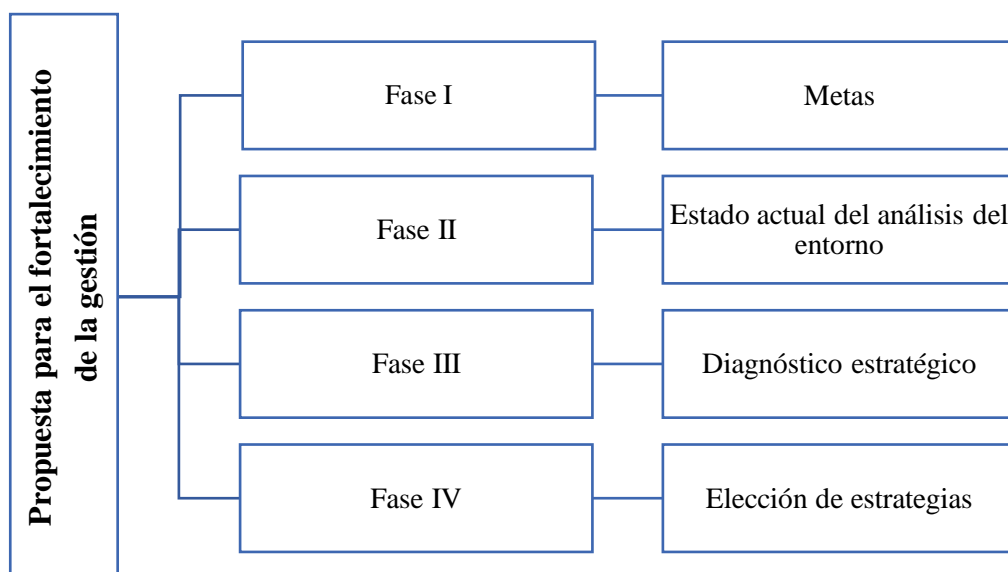 Propuesta para el fortalecimiento
de la gestión
Fase I
Metas
Fase II
Estado actual del análisis del
entorno
Fase III
Diagnóstico estratégico
Fase IV
Elección de estrategias